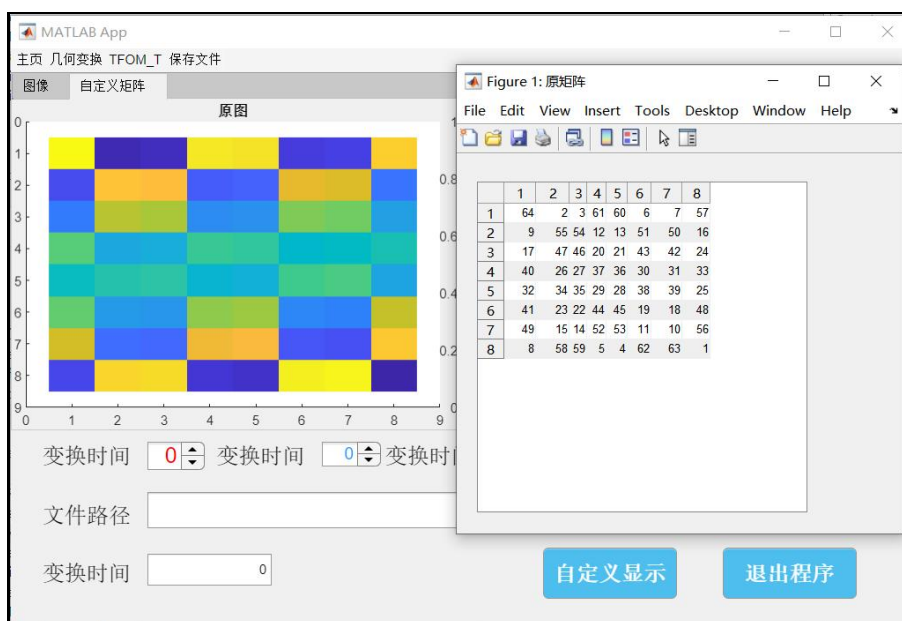 MATLAB App
主页 几何变换 TFOM_T 保存文件
图像 自定义矩阵
原图
0
1
2
3
4
5
6
7
8
9
0 1 2 3 4 5 6 7 8 9
1
0.8
0.6
0.4
0.2
0
变换时间 0 变换时间 0 变换时
文件路径
变换时间 0
自定义显示 退出程序
Figure 1: 原矩阵
File Edit View Insert Tools Desktop Window Help
1 2 3 4 5 6 7 8
1 64 2 3 61 60 6 7 57
2 9 55 54 12 13 51 50 16
3 17 47 46 20 21 43 42 24
4 40 26 27 37 36 30 31 33
5 32 34 35 29 28 38 39 25
6 41 23 22 44 45 19 18 48
7 49 15 14 52 53 11 10 56
8 8 58 59 5 4 62 63 1